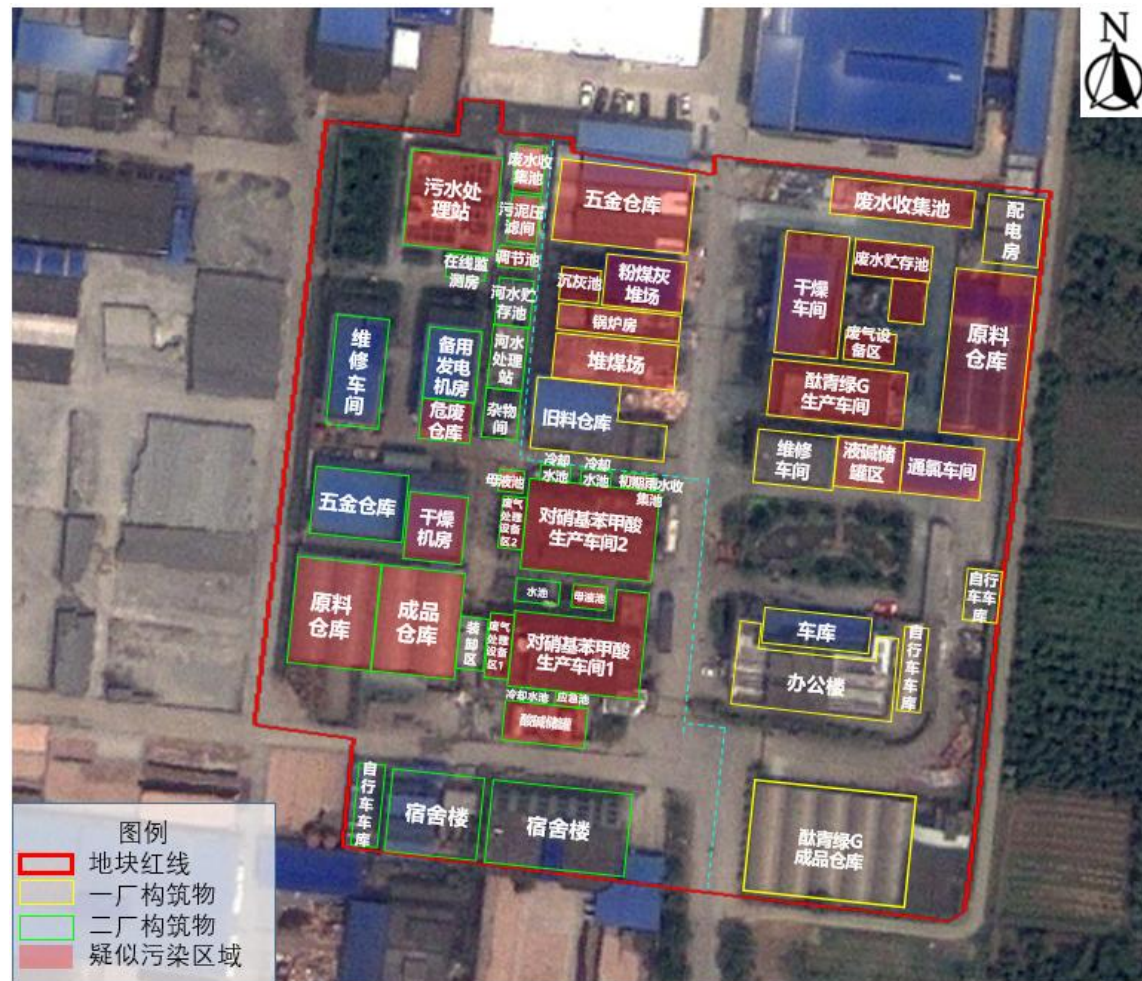 N
废水收
集池
污水处
理站
污泥压
滤间
五金仓库
废水收集池
配
电
房
调节池
在线监
测房
沉灰池
粉煤灰
堆场
干燥
车间
废水贮存池
河水贮
存池
锅炉房
原料
仓库
维
修
车
间
备用
发电
机房
河水
处理
站
堆煤场
废气设
备区
酞青绿G
生产车间
危废
仓库
杂物
间
旧料仓库
维修
车间
液碱储
罐区
通氯车间
冷却
水池
冷却
水池
初期雨水收
集池
母液池
五金仓库
干燥
机房
废气
处理
设备
区2
对硝基苯甲酸
生产车间2
水池
母液池
自行
车车
库
原料
仓库
成品
仓库
装
卸
区
废气
处理
设备
区1
对硝基苯甲酸
生产车间1
车库
办公楼
自
行
车
车
库
冷却水池
应急池
酸碱储罐
自
行
车
车
库
宿舍楼
宿舍楼
酞青绿G
成品仓库
图例
地块红线
一厂构筑物
二厂构筑物
疑似污染区域